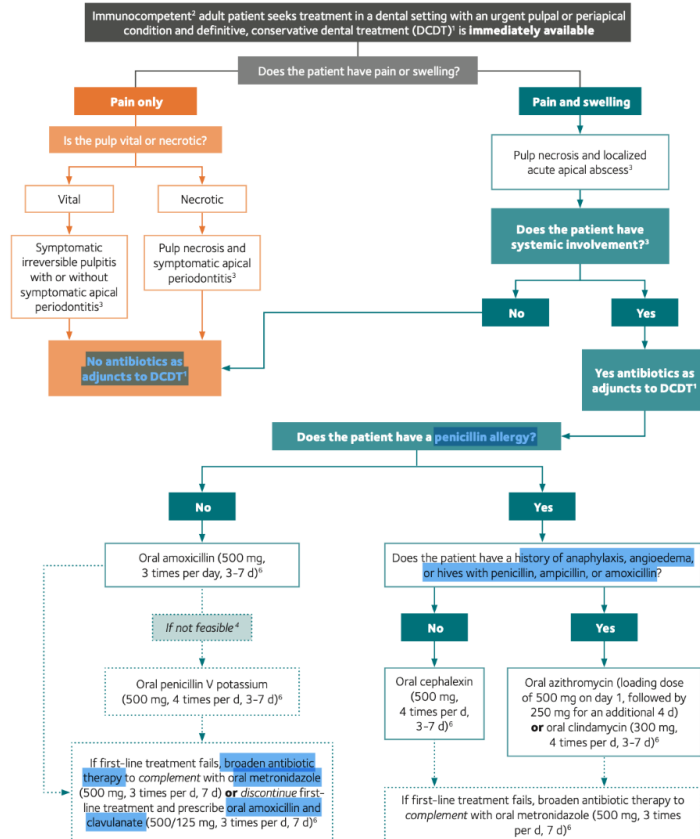 Immunocompetent² adult patient seeks treatment in a dental setting with an urgent pulpal or periapical
condition and definitive, conservative dental treatment (DCDT)¹ is immediately available
Does the patient have pain or swelling?
Pain only
Pain and swelling
Is the pulp vital or necrotic?
Pulp necrosis and localized
acute apical abscess³
Vital
Necrotic
Does the patient have
systemic involvement?³
Symptomatic
irreversible pulpitis
with or without
symptomatic apical
periodontitis³
Pulp necrosis and
symptomatic apical
periodontitis³
No
Yes
No antibiotics as
adjuncts to DCDT¹
Yes antibiotics as
adjuncts to DCDT¹
Does the patient have a penicillin allergy?
No
Yes
Oral amoxicillin (500 mg,
3 times per day, 3-7 d)⁶
Does the patient have a history of anaphylaxis, angioedema,
or hives with penicillin, ampicillin, or amoxicillin?
If not feasible⁴
No
Yes
Oral penicillin V potassium
(500 mg, 4 times per d, 3-7 d)⁶
Oral cephalexin
(500 mg,
4 times per d,
3-7 d)⁶
Oral azithromycin (loading dose
of 500 mg on day 1, followed by
250 mg for an additional 4 d)
or oral clindamycin (300 mg,
4 times per d, 3-7 d)⁶
If first-line treatment fails, broaden antibiotic
therapy to complement with oral metronidazole
(500 mg, 3 times per d, 7 d) or discontinue first-
line treatment and prescribe oral amoxicillin and
clavulanate (500/125 mg, 3 times per d, 7 d)⁶
If first-line treatment fails, broaden antibiotic therapy to
complement with oral metronidazole (500 mg, 3 times
per d, 7 d)⁶